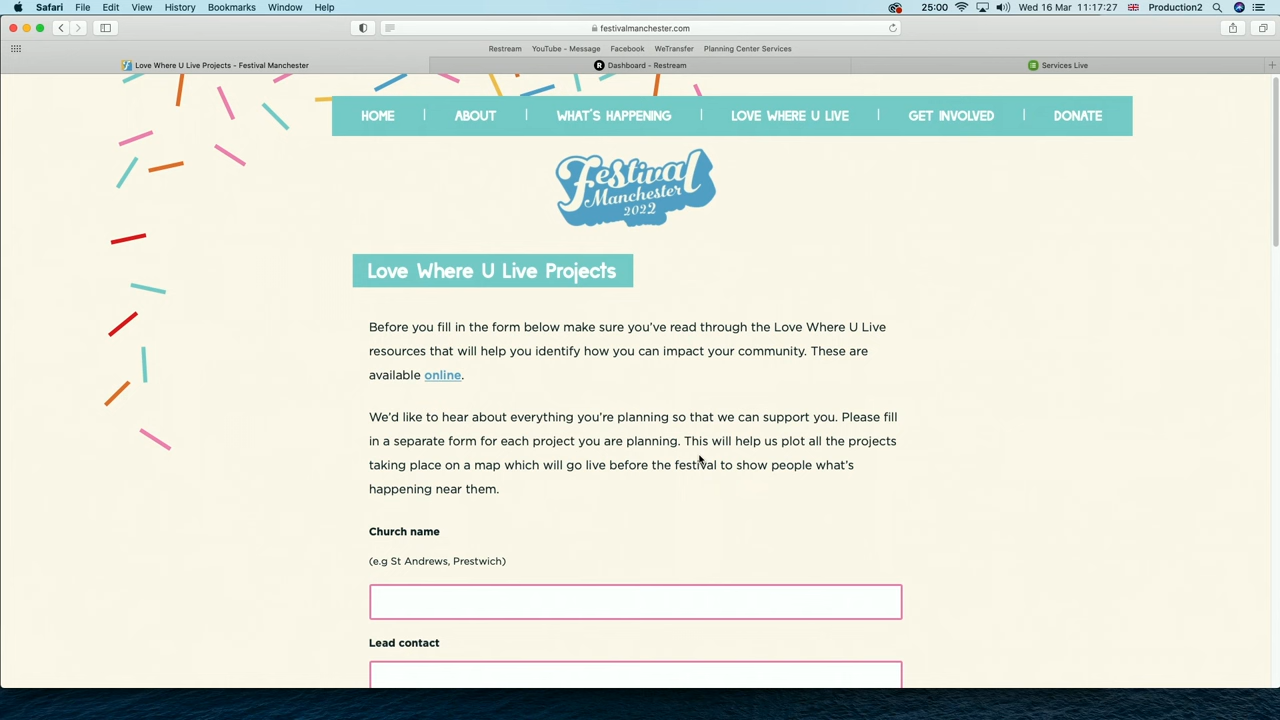 Safari File Edit View History Bookmarks Window Help 25:00 Wed 16 Mar 11:17:27 Production2
festivalmanchester.com
Restream YouTube - Message Facebook WeTransfer Planning Center Services
Love Where U Live Projects - Festival Manchester Dashboard - Restream Services Live
HOME ABOUT WHAT'S HAPPENING LOVE WHERE U LIVE GET INVOLVED DONATE
Festival
Manchester
2022
Love Where U Live Projects
Before you fill in the form below make sure you've read through the Love Where U Live
resources that will help you identify how you can impact your community. These are
available online.
We'd like to hear about everything you're planning so that we can support you. Please fill
in a separate form for each project you are planning. This will help us plot all the projects
taking place on a map which will go live before the festival to show people what's
happening near them.
Church name
(e.g St Andrews, Prestwich)
Lead contact